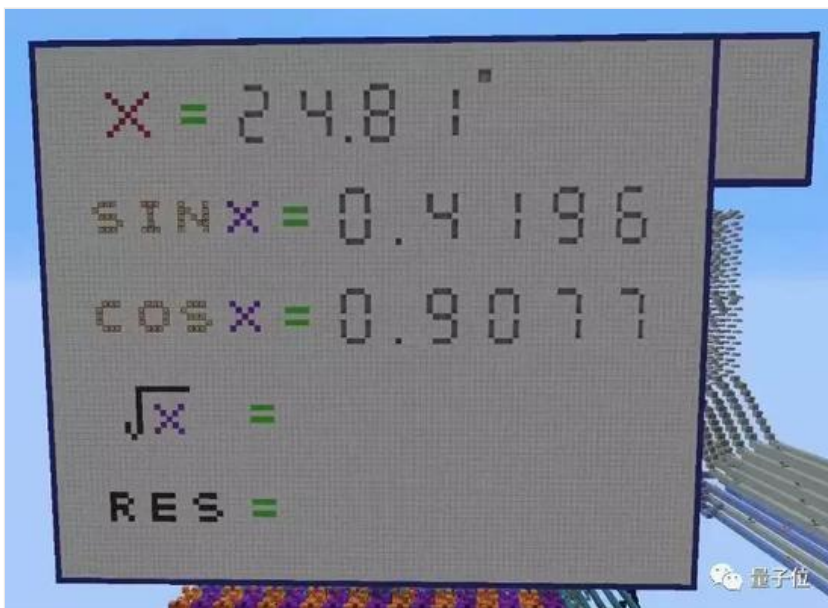 X = 24.81°
SIN X = 0.4196
COS X = 0.9077
√x =
RES =
量子位